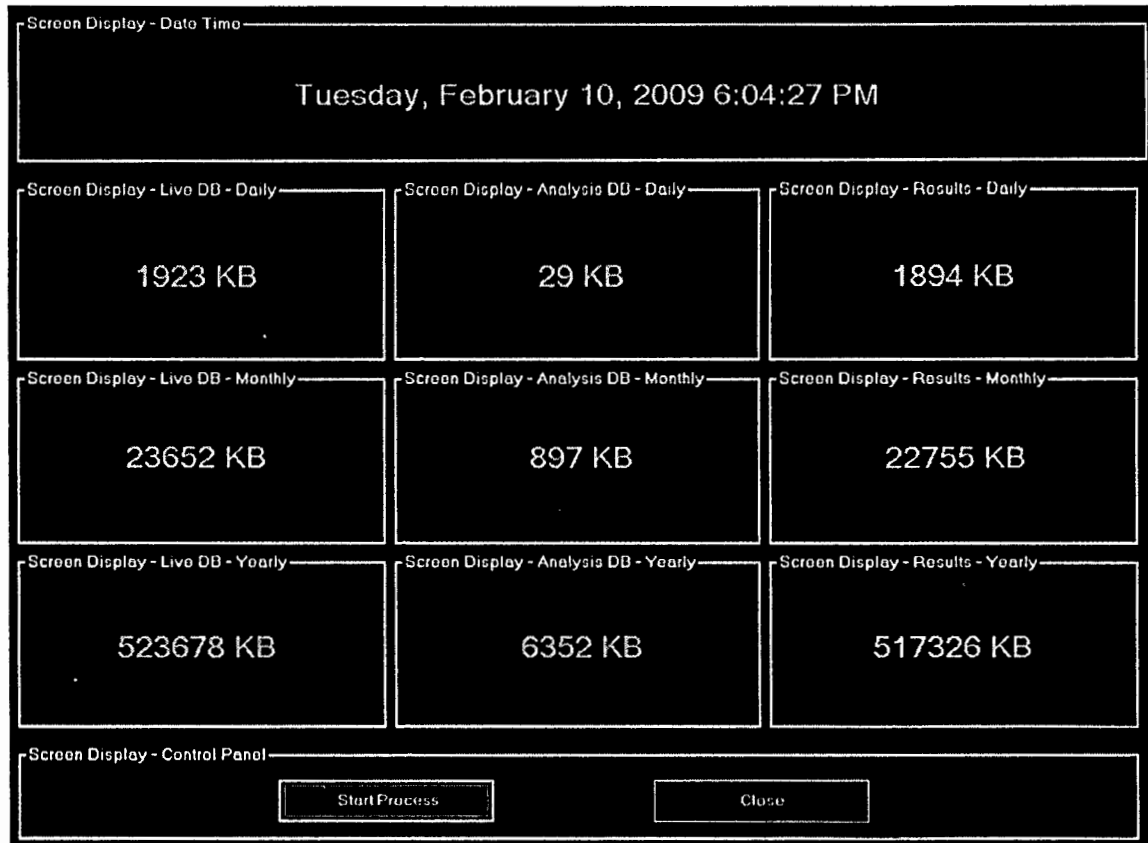 Screen Display - Date Time
Tuesday, February 10, 2009 6:04:27 PM
Screen Display - Live DB - Daily
Screen Display - Analysis DB - Daily
Screen Display - Results - Daily
1923 KB
29 KB
1894 KB
Screen Display - Live DB - Monthly
Screen Display - Analysis DB - Monthly
Screen Display - Results - Monthly
23652 KB
897 KB
22755 KB
Screen Display - Live DB - Yearly
Screen Display - Analysis DB - Yearly
Screen Display - Results - Yearly
523678 KB
6352 KB
517326 KB
Screen Display - Control Panel
Start Process
Close